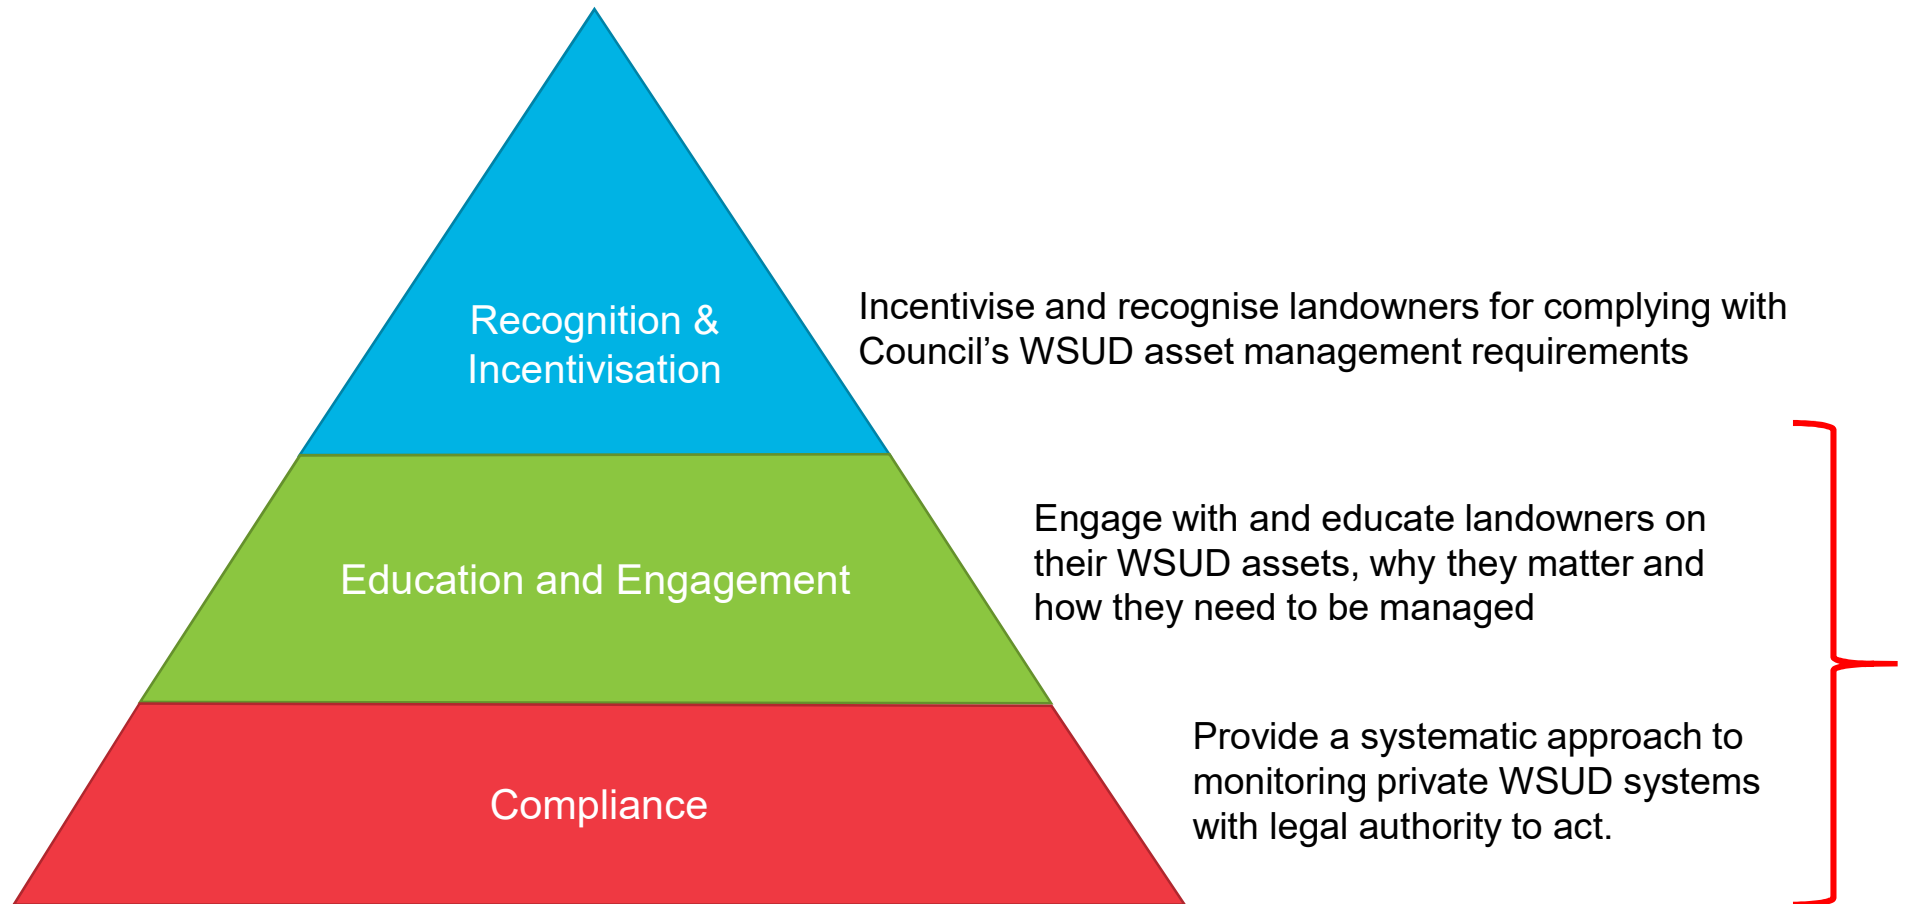 Recognition &
Incentivisation
Incentivise and recognise landowners for complying with
Council’s WSUD asset management requirements
Education and Engagement
Engage with and educate landowners on
their WSUD assets, why they matter and
how they need to be managed
Compliance
Provide a systematic approach to
monitoring private WSUD systems
with legal authority to act.